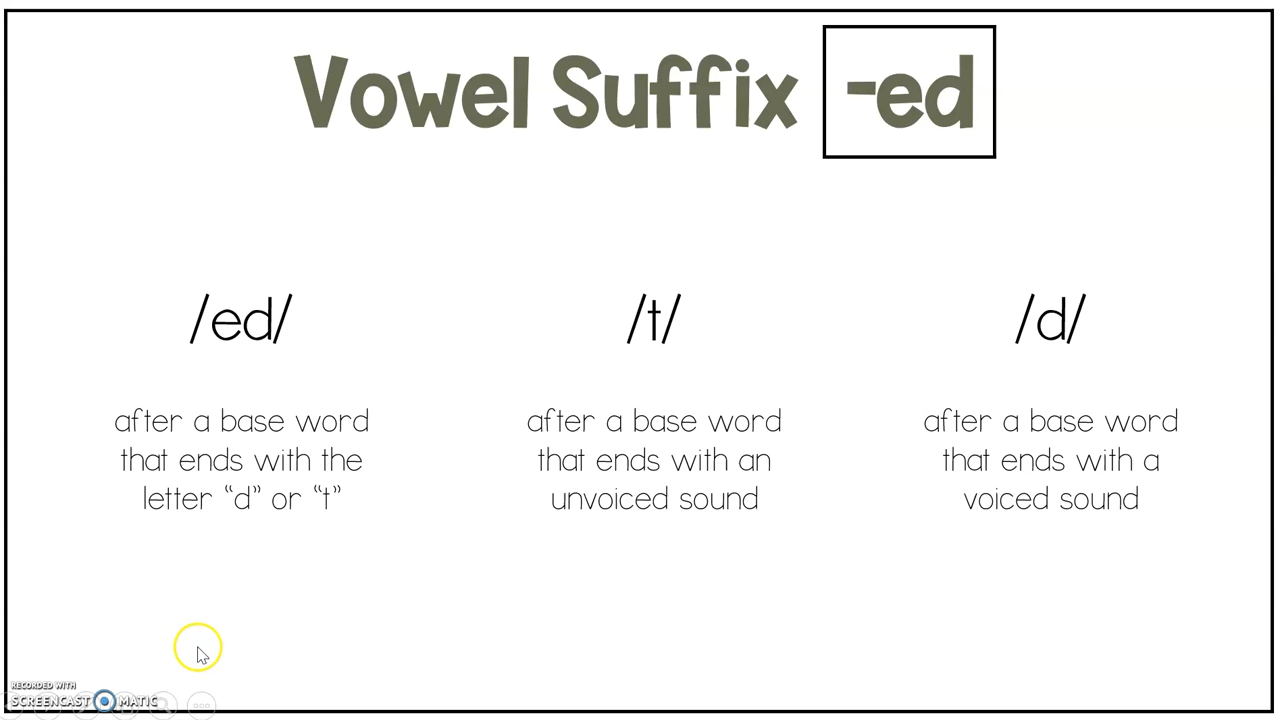 Vowel Suffix -ed
/ed/
after a base word
that ends with the
letter “d” or “t”
/t/
after a base word
that ends with an
unvoiced sound
/d/
after a base word
that ends with a
voiced sound
RECORDED WITH
SCREENCAST MATIC